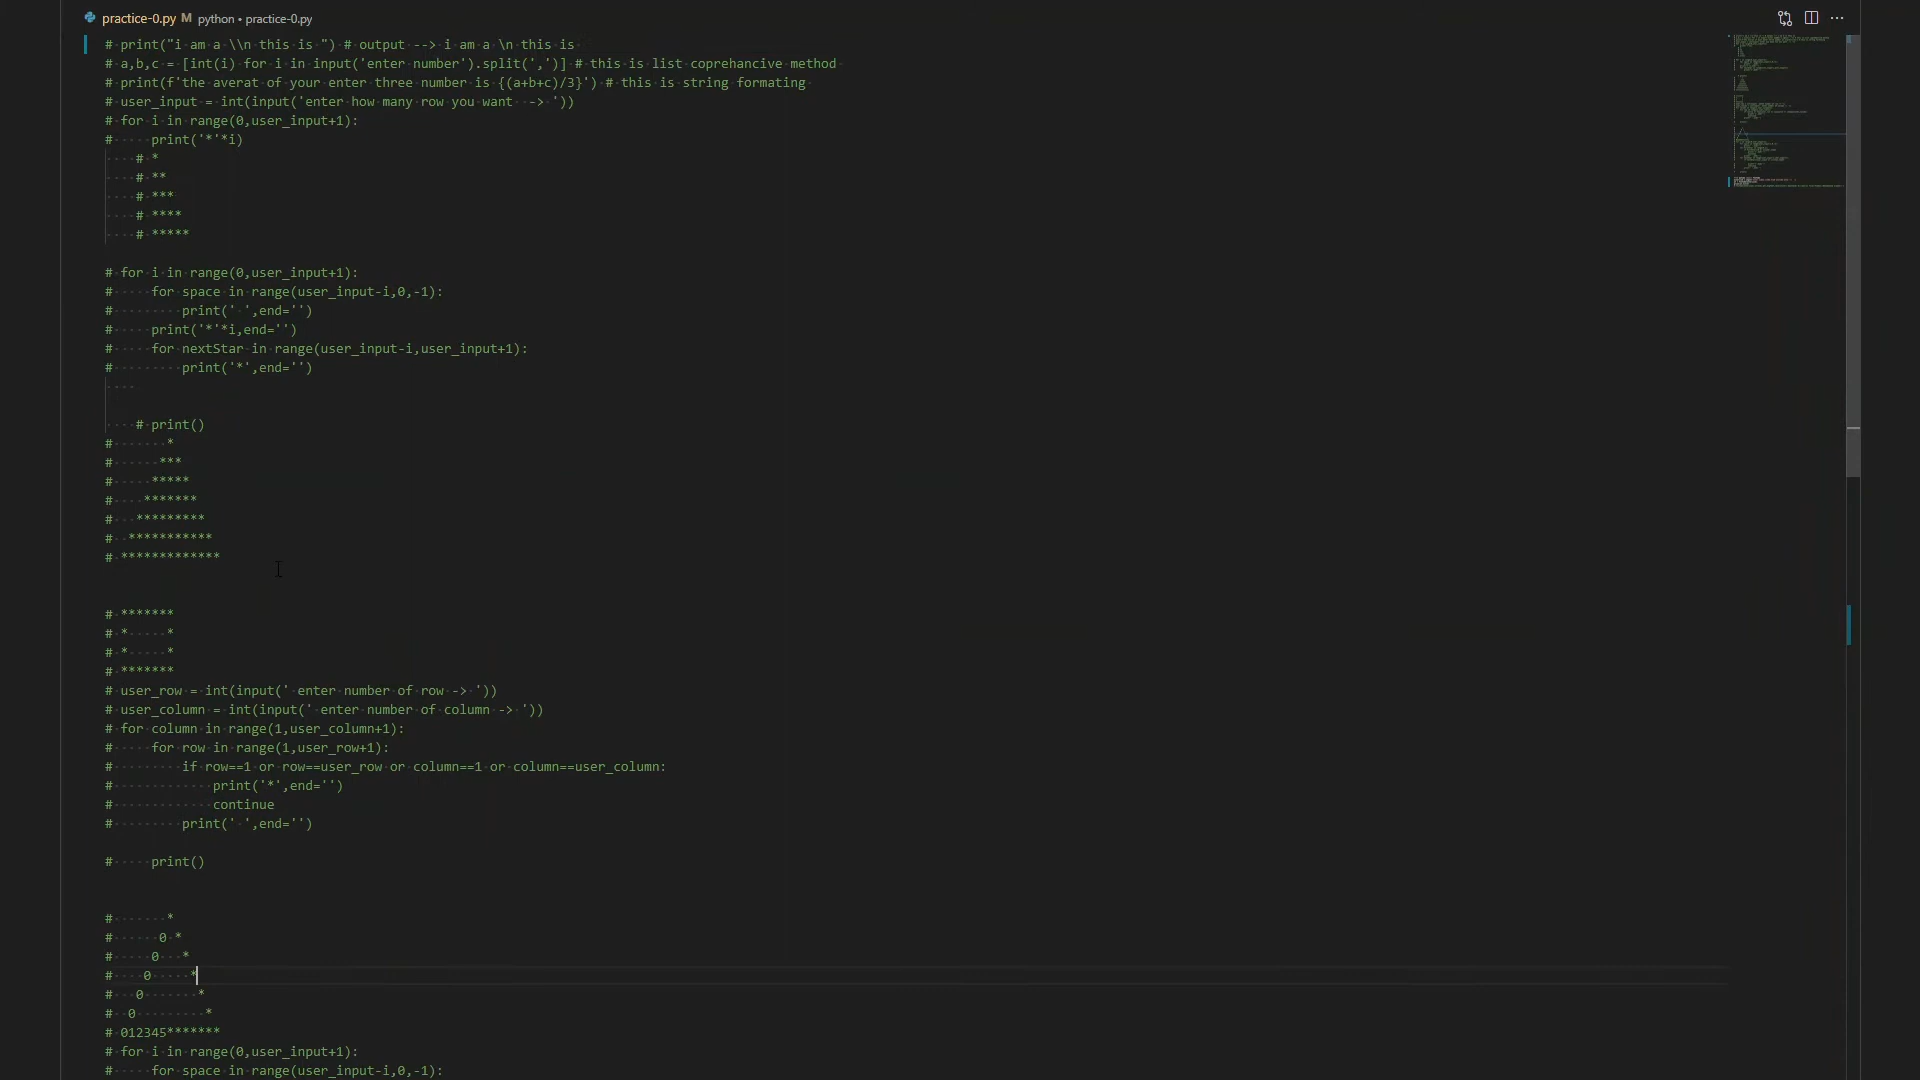 practice-0.py M python • practice-0.py
# print("i am a \\n this is ") # output --> i am a \n this is
# a,b,c = [int(i) for i in input('enter number').split(',')] # this is list coprehancive method
# print(f'the averat of your enter three number is {(a+b+c)/3}') # this is string formating
# user_input = int(input('enter how many row you want  -> '))
# for i in range(0,user_input+1):
#     print('*'*i)
    # *
    # **
    # ***
    # ****
    # *****
# for i in range(0,user_input+1):
#     for space in range(user_input-i,0,-1):
#         print(' ',end='')
#     print('*'*i,end='')
#     for nextStar in range(user_input-i,user_input+1):
#         print('*',end='')
    # print()
#       *
#      ***
#     *****
#    *******
#   *********
#  ***********
# *************
# *******
# *     *
# *     *
# *******
# user_row = int(input(' enter number of row -> '))
# user_column = int(input(' enter number of column -> '))
# for column in range(1,user_column+1):
#     for row in range(1,user_row+1):
#         if row==1 or row==user_row or column==1 or column==user_column:
#             print('*',end='')
#             continue
#         print(' ',end='')
#     print()
#       *
#      0 *
#     0   *
#    0     *
#   0       *
#  0         *
# 012345*******
# for i in range(0,user_input+1):
#     for space in range(user_input-i,0,-1):